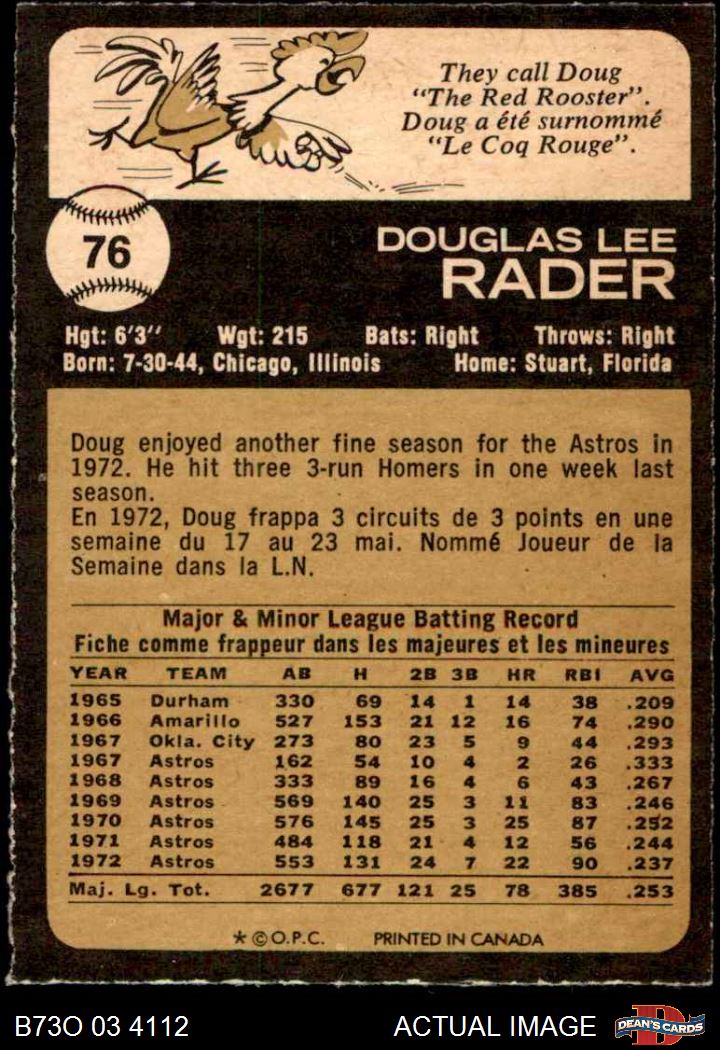 They call Doug
"The Red Rooster".
Doug a été surnommé
"Le Coq Rouge".
76
DOUGLAS LEE
RADER
Hgt: 6'3" Wgt: 215 Bats: Right Throws: Right
Born: 7-30-44, Chicago, Illinois Home: Stuart, Florida
Doug enjoyed another fine season for the Astros in
1972. He hit three 3-run Homers in one week last
season.
En 1972, Doug frappa 3 circuits de 3 points en une
semaine du 17 au 23 mai. Nommé Joueur de la
Semaine dans la L.N.
Major & Minor League Batting Record
Fiche comme frappeur dans les majeures et les mineures
YEAR TEAM AB H 2B 3B HR RBI AVG
1965 Durham 330 69 14 1 14 38 .209
1966 Amarillo 527 153 21 12 16 74 .290
1967 Okla. City 273 80 23 5 9 44 .293
1967 Astros 162 54 10 4 2 26 .333
1968 Astros 333 89 16 4 6 43 .267
1969 Astros 569 140 25 3 11 83 .246
1970 Astros 576 145 25 3 25 87 .252
1971 Astros 484 118 21 4 12 56 .244
1972 Astros 553 131 24 7 22 90 .237
Maj. Lg. Tot. 2677 677 121 25 78 385 .253
* © O.P.C. PRINTED IN CANADA
B73O 03 4112 ACTUAL IMAGE DEAN'S CARDS